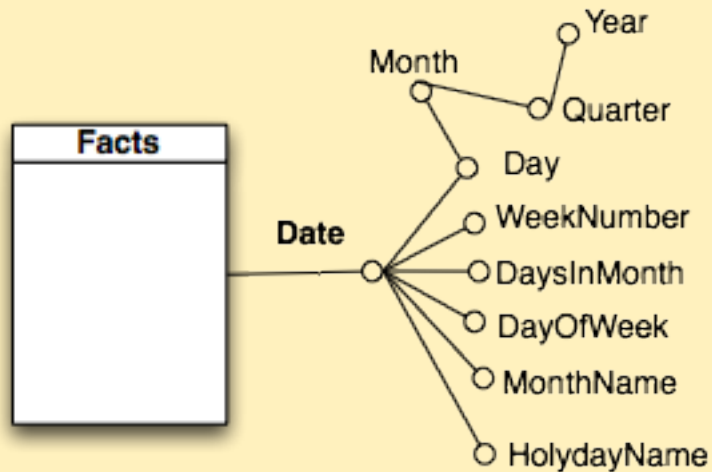 Year
Month
Quarter
Facts
Day
WeekNumber
Date
DaysInMonth
DayOfWeek
MonthName
HolydayName